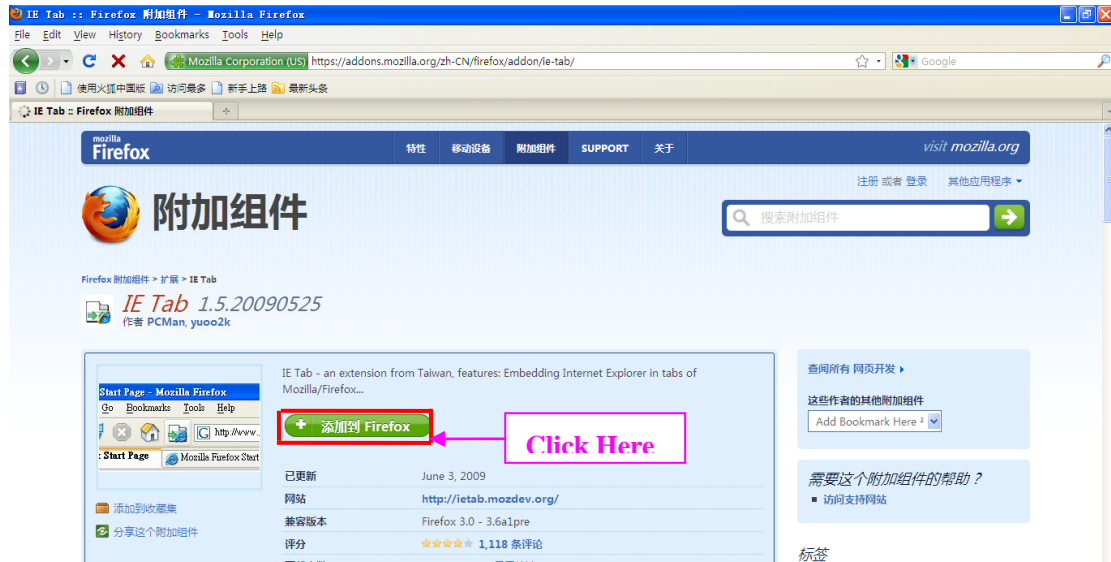 IE Tab :: Firefox 附加组件 - Mozilla Firefox
File Edit View History Bookmarks Tools Help
Mozilla Corporation (US) https://addons.mozilla.org/zh-CN/firefox/addon/ie-tab/
Google
使用火狐中国版 访问最多 新手上路 最新头条
IE Tab :: Firefox 附加组件
mozilla
Firefox
特性 移动设备 附加组件 SUPPORT 关于
visit mozilla.org
注册 或者 登录 其他应用程序
附加组件
搜索附加组件
Firefox 附加组件 > 扩展 > IE Tab
IE Tab 1.5.20090525
作者 PCMan, yuoo2k
IE Tab - an extension from Taiwan, features: Embedding Internet Explorer in tabs of
Mozilla/Firefox...
Start Page - Mozilla Firefox
Go Bookmarks Tools Help
http://www.
: Start Page Mozilla Firefox Start
添加到 Firefox
Click Here
已更新 June 3, 2009
网站 http://ietab.mozdev.org/
兼容版本 Firefox 3.0 - 3.6a1pre
评分 1,118 条评论
添加到收藏集
分享这个附加组件
查阅所有 网页开发
这些作者的其他附加组件
Add Bookmark Here ²
需要这个附加组件的帮助？
访问支持网站
标签